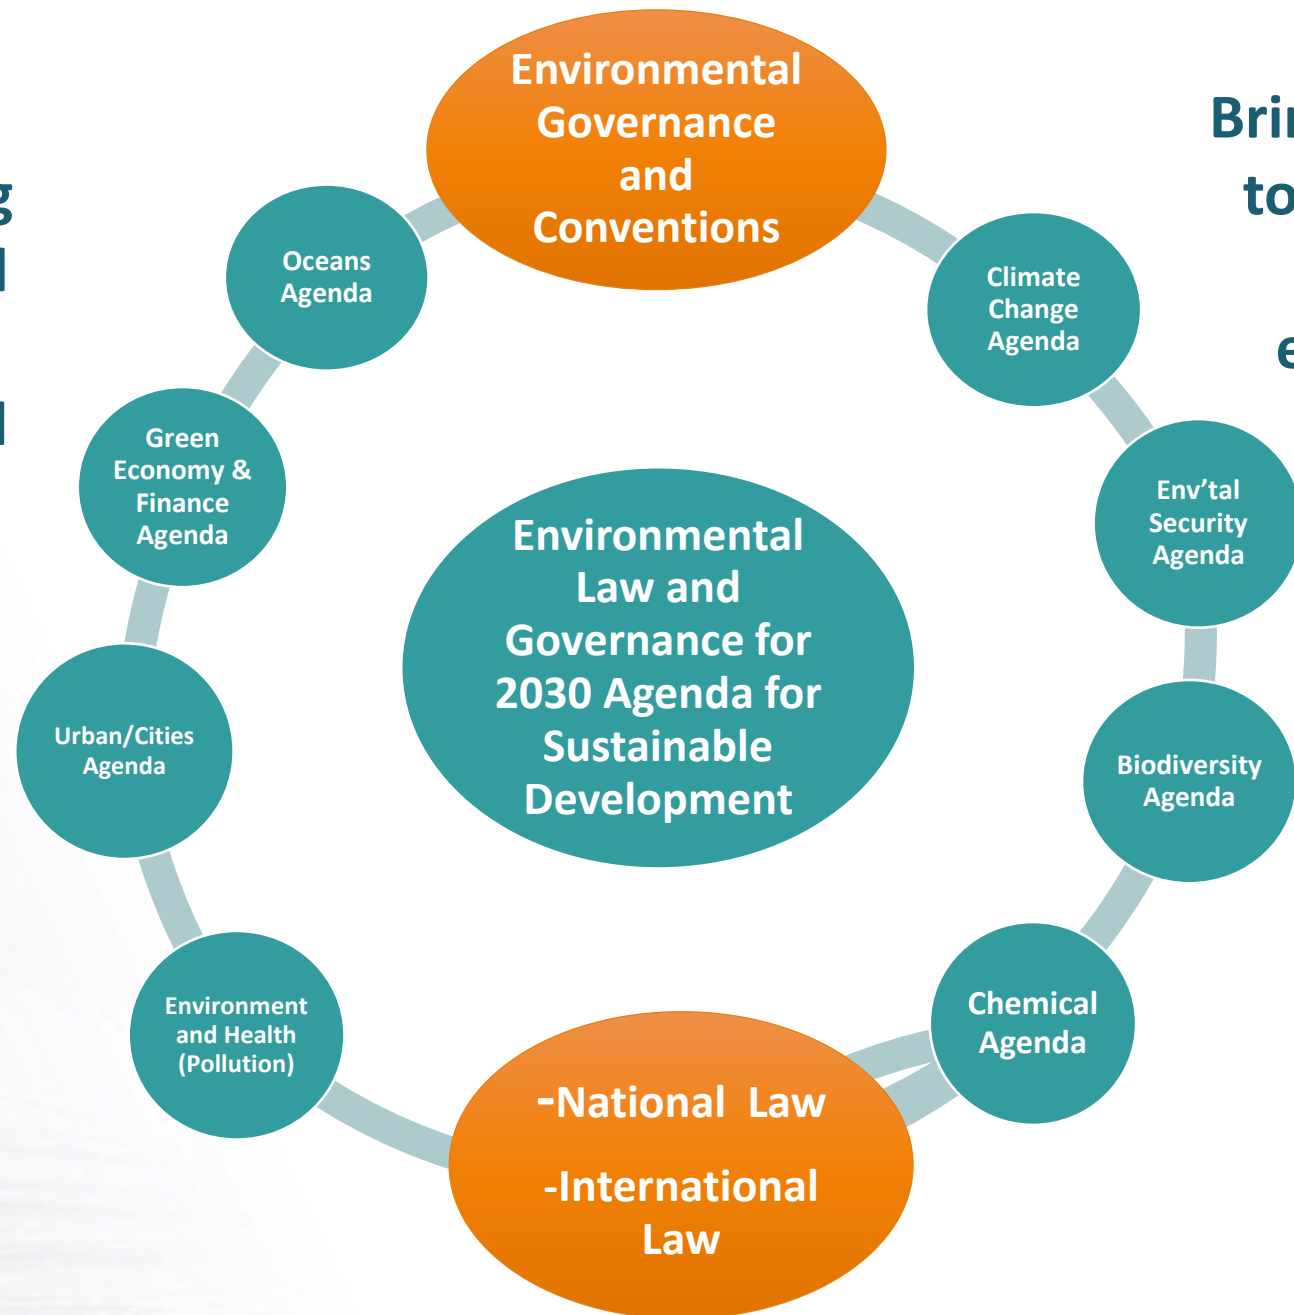 Environmental
Governance
and
Conventions
Oceans
Agenda
Climate
Change
Agenda
Green
Economy &
Finance
Agenda
Env’tal
Security
Agenda
Environmental
Law and
Governance for
2030 Agenda for
Sustainable
Development
Urban/Cities
Agenda
Biodiversity
Agenda
Environment
and Health
(Pollution)
Chemical
Agenda
-National Law
-International
Law